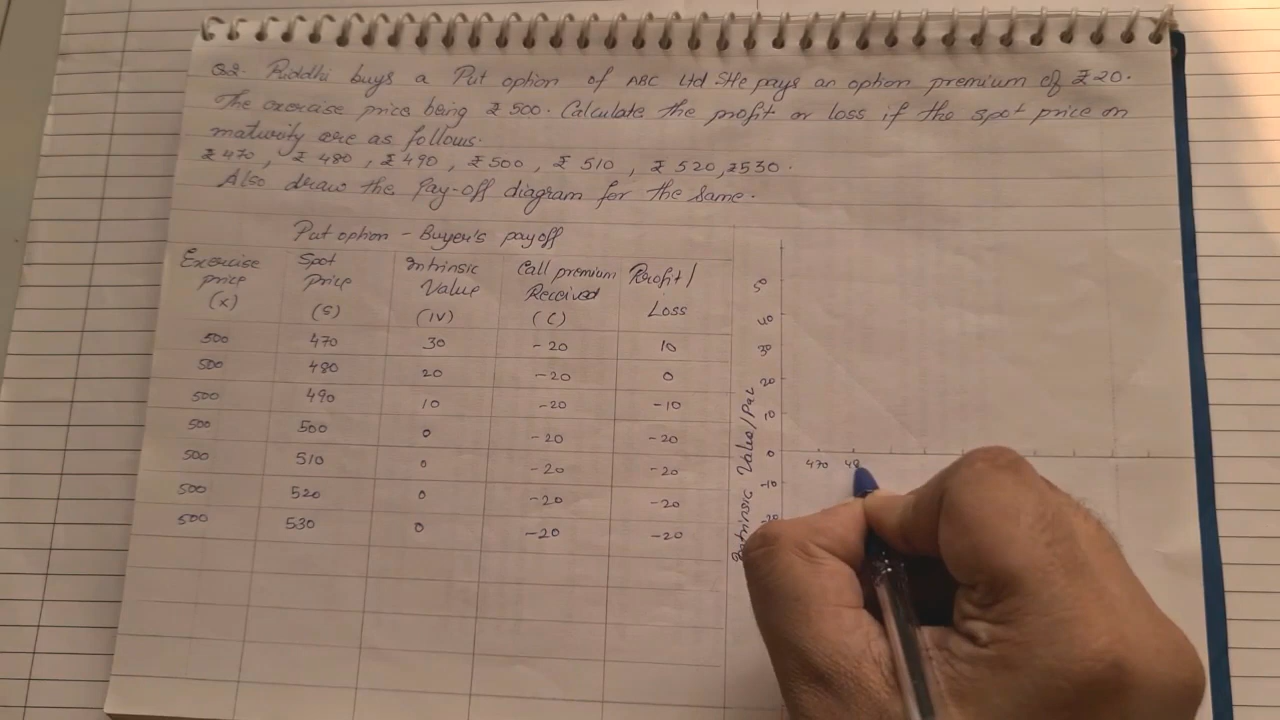 Q2. Riddhi buys a Put option of ABC Ltd. She pays an option premium of ₹20.
The exercise price being ₹ 500. Calculate the profit or loss if the spot price on
maturity are as follows.
₹470, ₹ 480, ₹490, ₹500, ₹ 510, ₹ 520, ₹530.
Also draw the Pay-off diagram for the same.
Put option - Buyer's payoff
Exercise price (X) Spot Price (S) Intrinsic Value (IV) Call premium Received (C) Profit/ Loss
500 470 30 -20 10
500 480 20 -20 0
500 490 10 -20 -10
500 500 0 -20 -20
500 510 0 -20 -20
500 520 0 -20 -20
500 530 0 -20 -20
50
40
30
20
10
0
-10
-20
Intrinsic Value/
470 48